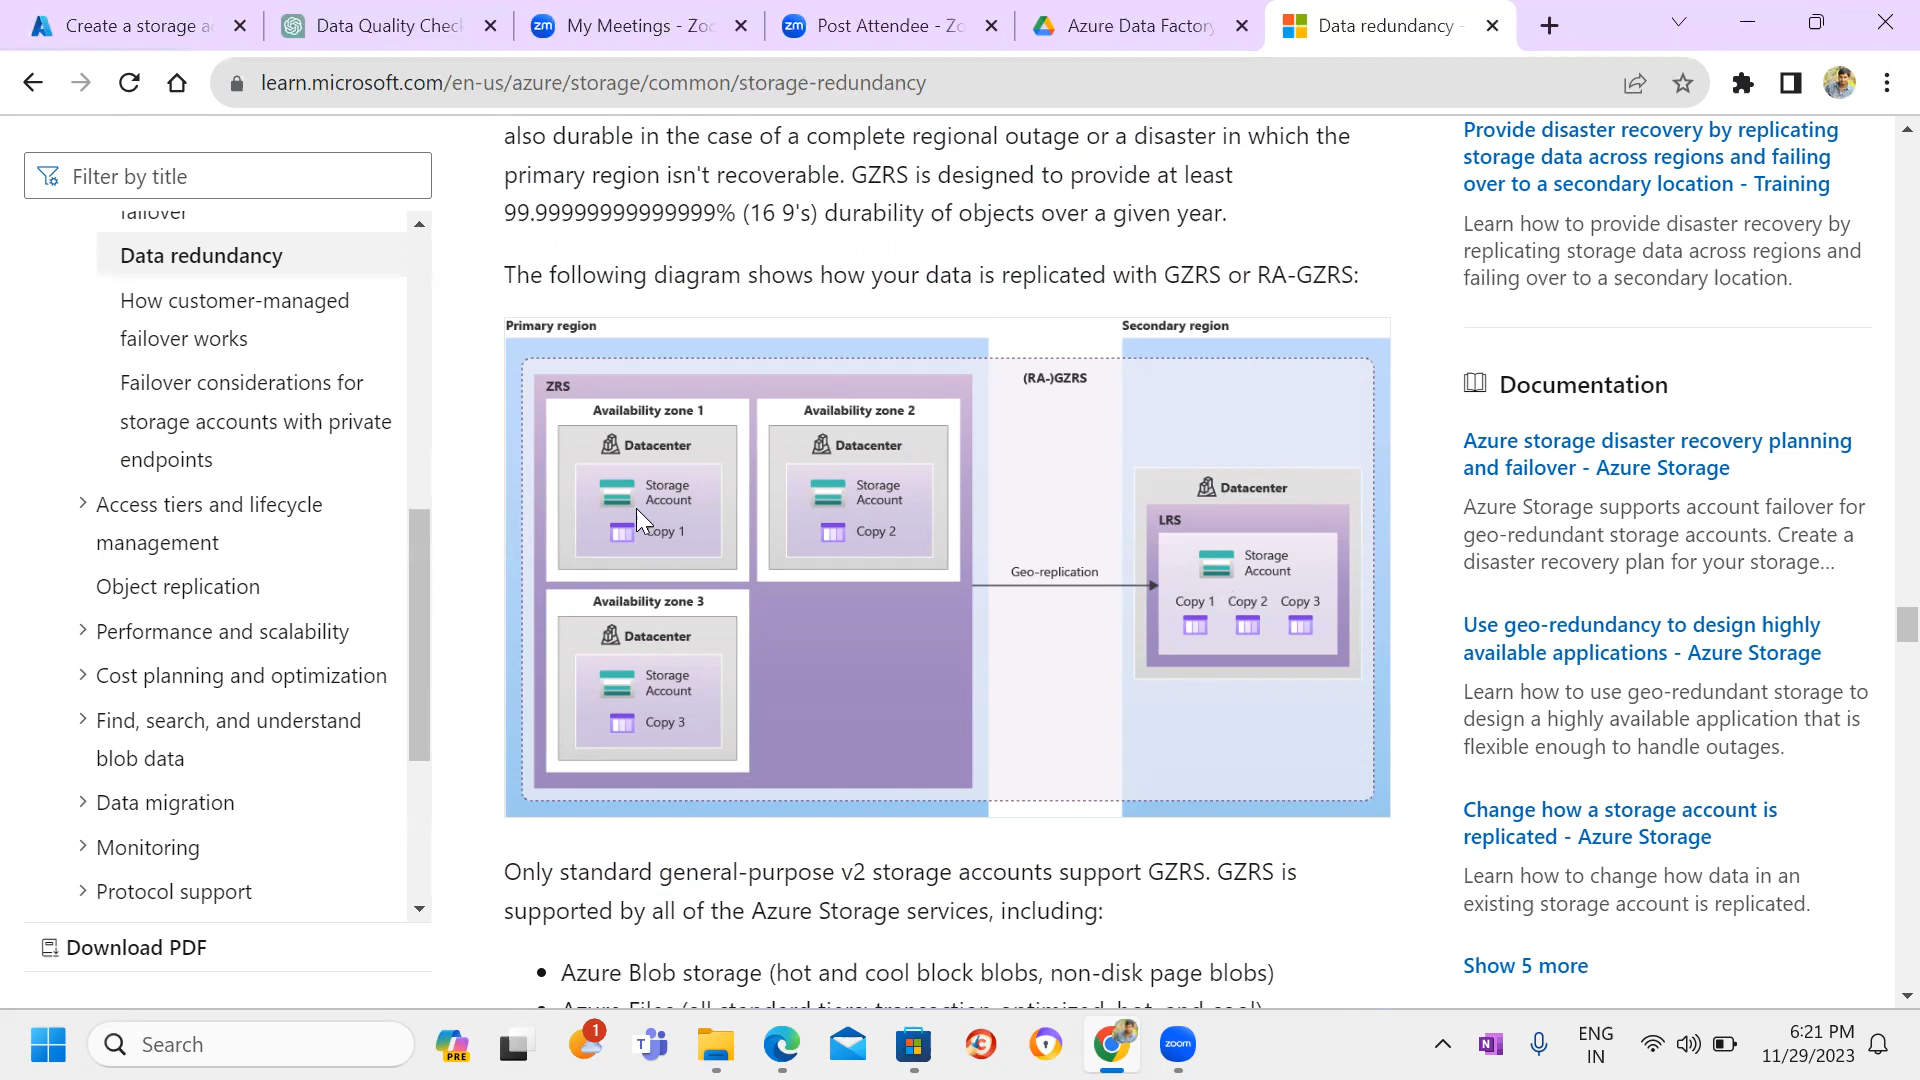 Create a storage a
Data Quality Chec
My Meetings - Zo
Post Attendee - Zo
Azure Data Factory
Data redundancy -
learn.microsoft.com/en-us/azure/storage/common/storage-redundancy
Filter by title
failover
Data redundancy
How customer-managed
failover works
Failover considerations for
storage accounts with private
endpoints
Access tiers and lifecycle
management
Object replication
Performance and scalability
Cost planning and optimization
Find, search, and understand
blob data
Data migration
Monitoring
Protocol support
Download PDF
also durable in the case of a complete regional outage or a disaster in which the
primary region isn't recoverable. GZRS is designed to provide at least
99.99999999999999% (16 9's) durability of objects over a given year.
The following diagram shows how your data is replicated with GZRS or RA-GZRS:
Primary region
Secondary region
(RA-)GZRS
ZRS
Availability zone 1
Datacenter
Storage
Account
Copy 1
Availability zone 2
Datacenter
Storage
Account
Copy 2
Availability zone 3
Datacenter
Storage
Account
Copy 3
Geo-replication
Datacenter
LRS
Storage
Account
Copy 1 Copy 2 Copy 3
Only standard general-purpose v2 storage accounts support GZRS. GZRS is
supported by all of the Azure Storage services, including:
• Azure Blob storage (hot and cool block blobs, non-disk page blobs)
• Azure Files (all standard tiers: transaction optimized, hot, and cool)
Provide disaster recovery by replicating
storage data across regions and failing
over to a secondary location - Training
Learn how to provide disaster recovery by
replicating storage data across regions and
failing over to a secondary location.
Documentation
Azure storage disaster recovery planning
and failover - Azure Storage
Azure Storage supports account failover for
geo-redundant storage accounts. Create a
disaster recovery plan for your storage...
Use geo-redundancy to design highly
available applications - Azure Storage
Learn how to use geo-redundant storage to
design a highly available application that is
flexible enough to handle outages.
Change how a storage account is
replicated - Azure Storage
Learn how to change how data in an
existing storage account is replicated.
Show 5 more
Search
PRE
1
zoom
ENG
IN
6:21 PM
11/29/2023